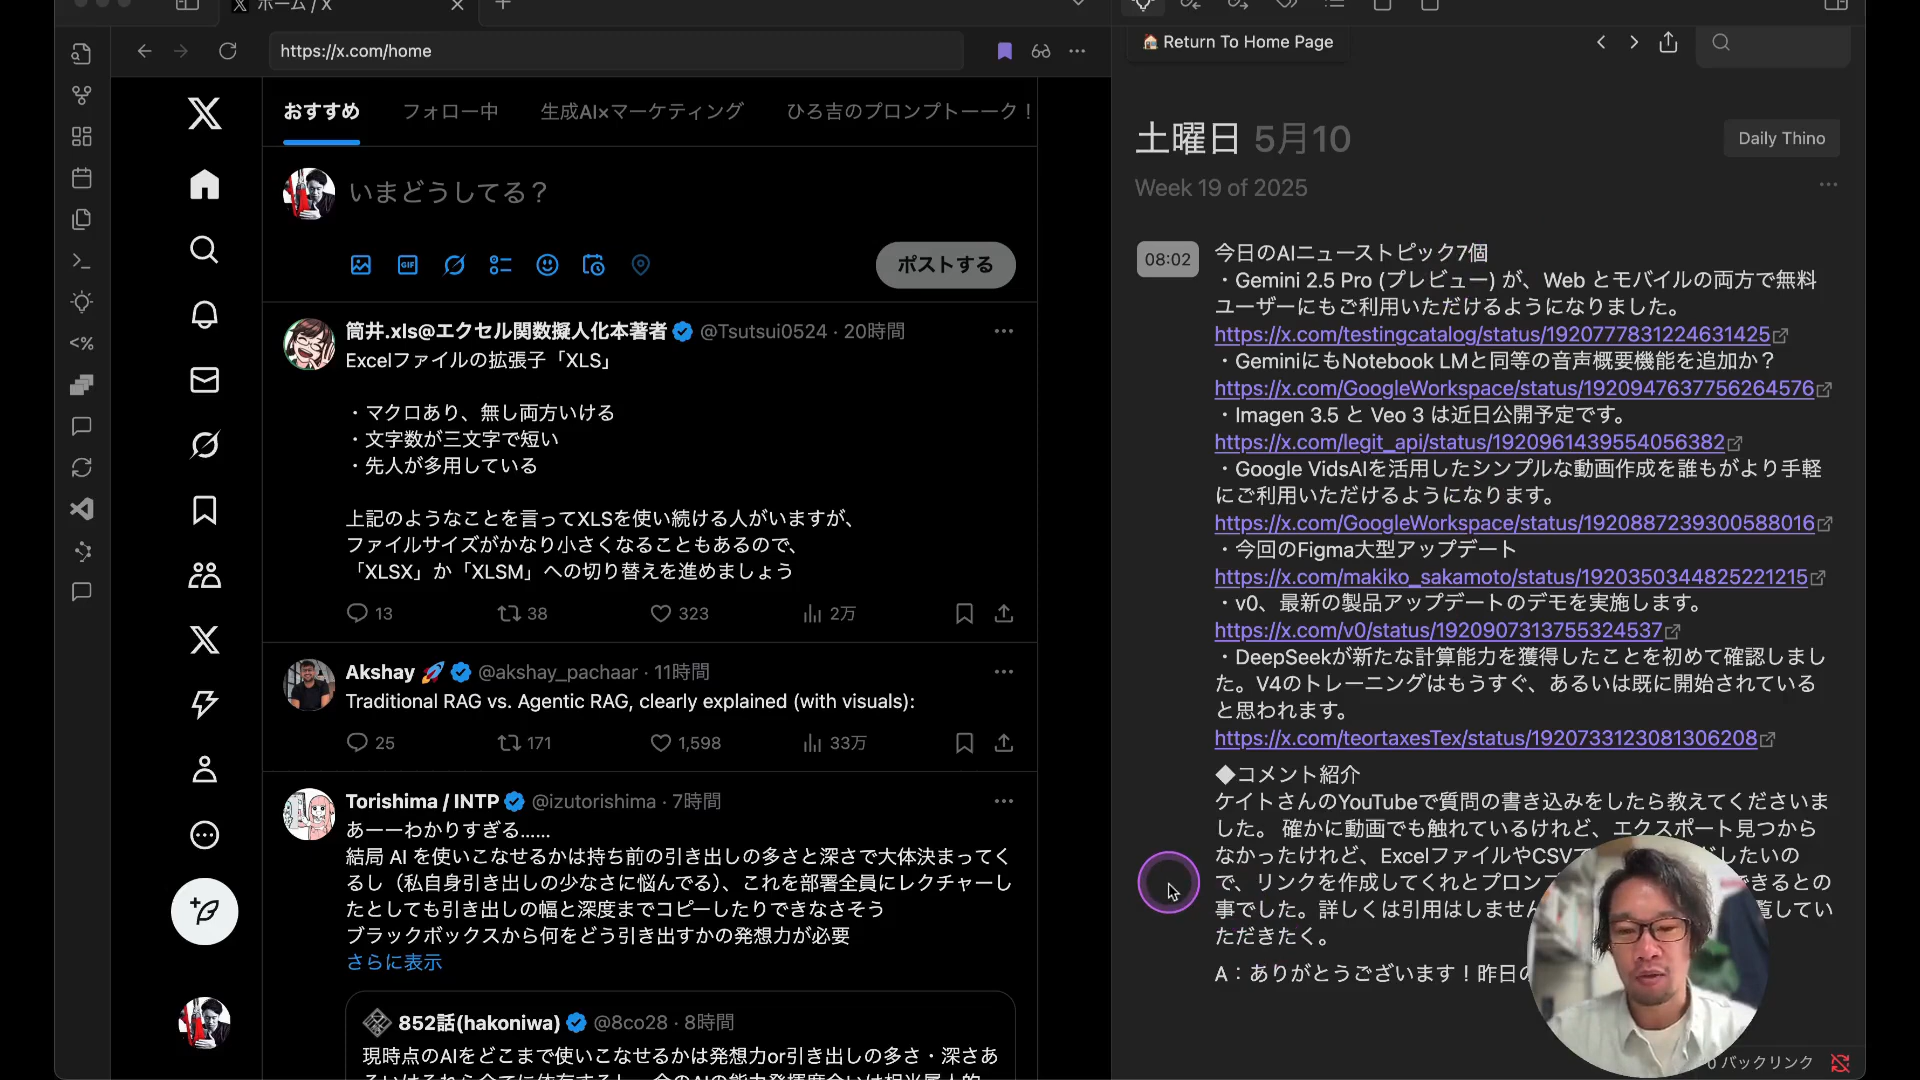 ホーム / X
https://x.com/home
おすすめ
フォロー中
生成AI×マーケティング
ひろ吉のプロンプトーーク！
いまどうしてる？
GIF
ポストする
筒井.xls@エクセル関数擬人化本著者 @Tsutsui0524 · 20時間
Excelファイルの拡張子「XLS」
・マクロあり、無し両方いける
・文字数が三文字で短い
・先人が多用している
上記のようなことを言ってXLSを使い続ける人がいますが、
ファイルサイズがかなり小さくなることもあるので、
「XLSX」か「XLSM」への切り替えを進めましょう
13 38 323 2万
Akshay 🚀 @akshay_pachaar · 11時間
Traditional RAG vs. Agentic RAG, clearly explained (with visuals):
25 171 1,598 33万
Torishima / INTP @izutorishima · 7時間
あーーわかりすぎる……
結局 AI を使いこなせるかは持ち前の引き出しの多さと深さで大体決まってく
るし（私自身引き出しの少なさに悩んでる）、これを部署全員にレクチャーし
たとしても引き出しの幅と深度までコピーしたりできなさそう
ブラックボックスから何をどう引き出すかの発想力が必要
さらに表示
852話(hakoniwa) @8co28 · 8時間
現時点のAIをどこまで使いこなせるかは発想力or引き出しの多さ・深さあ
🏠 Return To Home Page
土曜日 5月10
Daily Thino
Week 19 of 2025
08:02
今日のAIニューストピック7個
・Gemini 2.5 Pro (プレビュー) が、Web とモバイルの両方で無料
ユーザーにもご利用いただけるようになりました。
https://x.com/testingcatalog/status/1920777831224631425
・GeminiにもNotebook LMと同等の音声概要機能を追加か？
https://x.com/GoogleWorkspace/status/1920947637756264576
・Imagen 3.5 と Veo 3 は近日公開予定です。
https://x.com/legit_api/status/1920961439554056382
・Google VidsAIを活用したシンプルな動画作成を誰もがより手軽
にご利用いただけるようになります。
https://x.com/GoogleWorkspace/status/1920887239300588016
・今回のFigma大型アップデート
https://x.com/makiko_sakamoto/status/1920350344825221215
・v0、最新の製品アップデートのデモを実施します。
https://x.com/v0/status/1920907313755324537
・DeepSeekが新たな計算能力を獲得したことを初めて確認しまし
た。V4のトレーニングはもうすぐ、あるいは既に開始されている
と思われます。
https://x.com/teortaxesTex/status/1920733123081306208
◆コメント紹介
ケイトさんのYouTubeで質問の書き込みをしたら教えてくださいま
した。 確かに動画でも触れているけれど、エクスポート見つから
なかったけれど、ExcelファイルやCSVで したいの
で、リンクを作成してくれとプロン できるとの
事でした。詳しくは引用はしません 覧してい
ただきたく。
A：ありがとうございます！昨日の
0 バックリンク